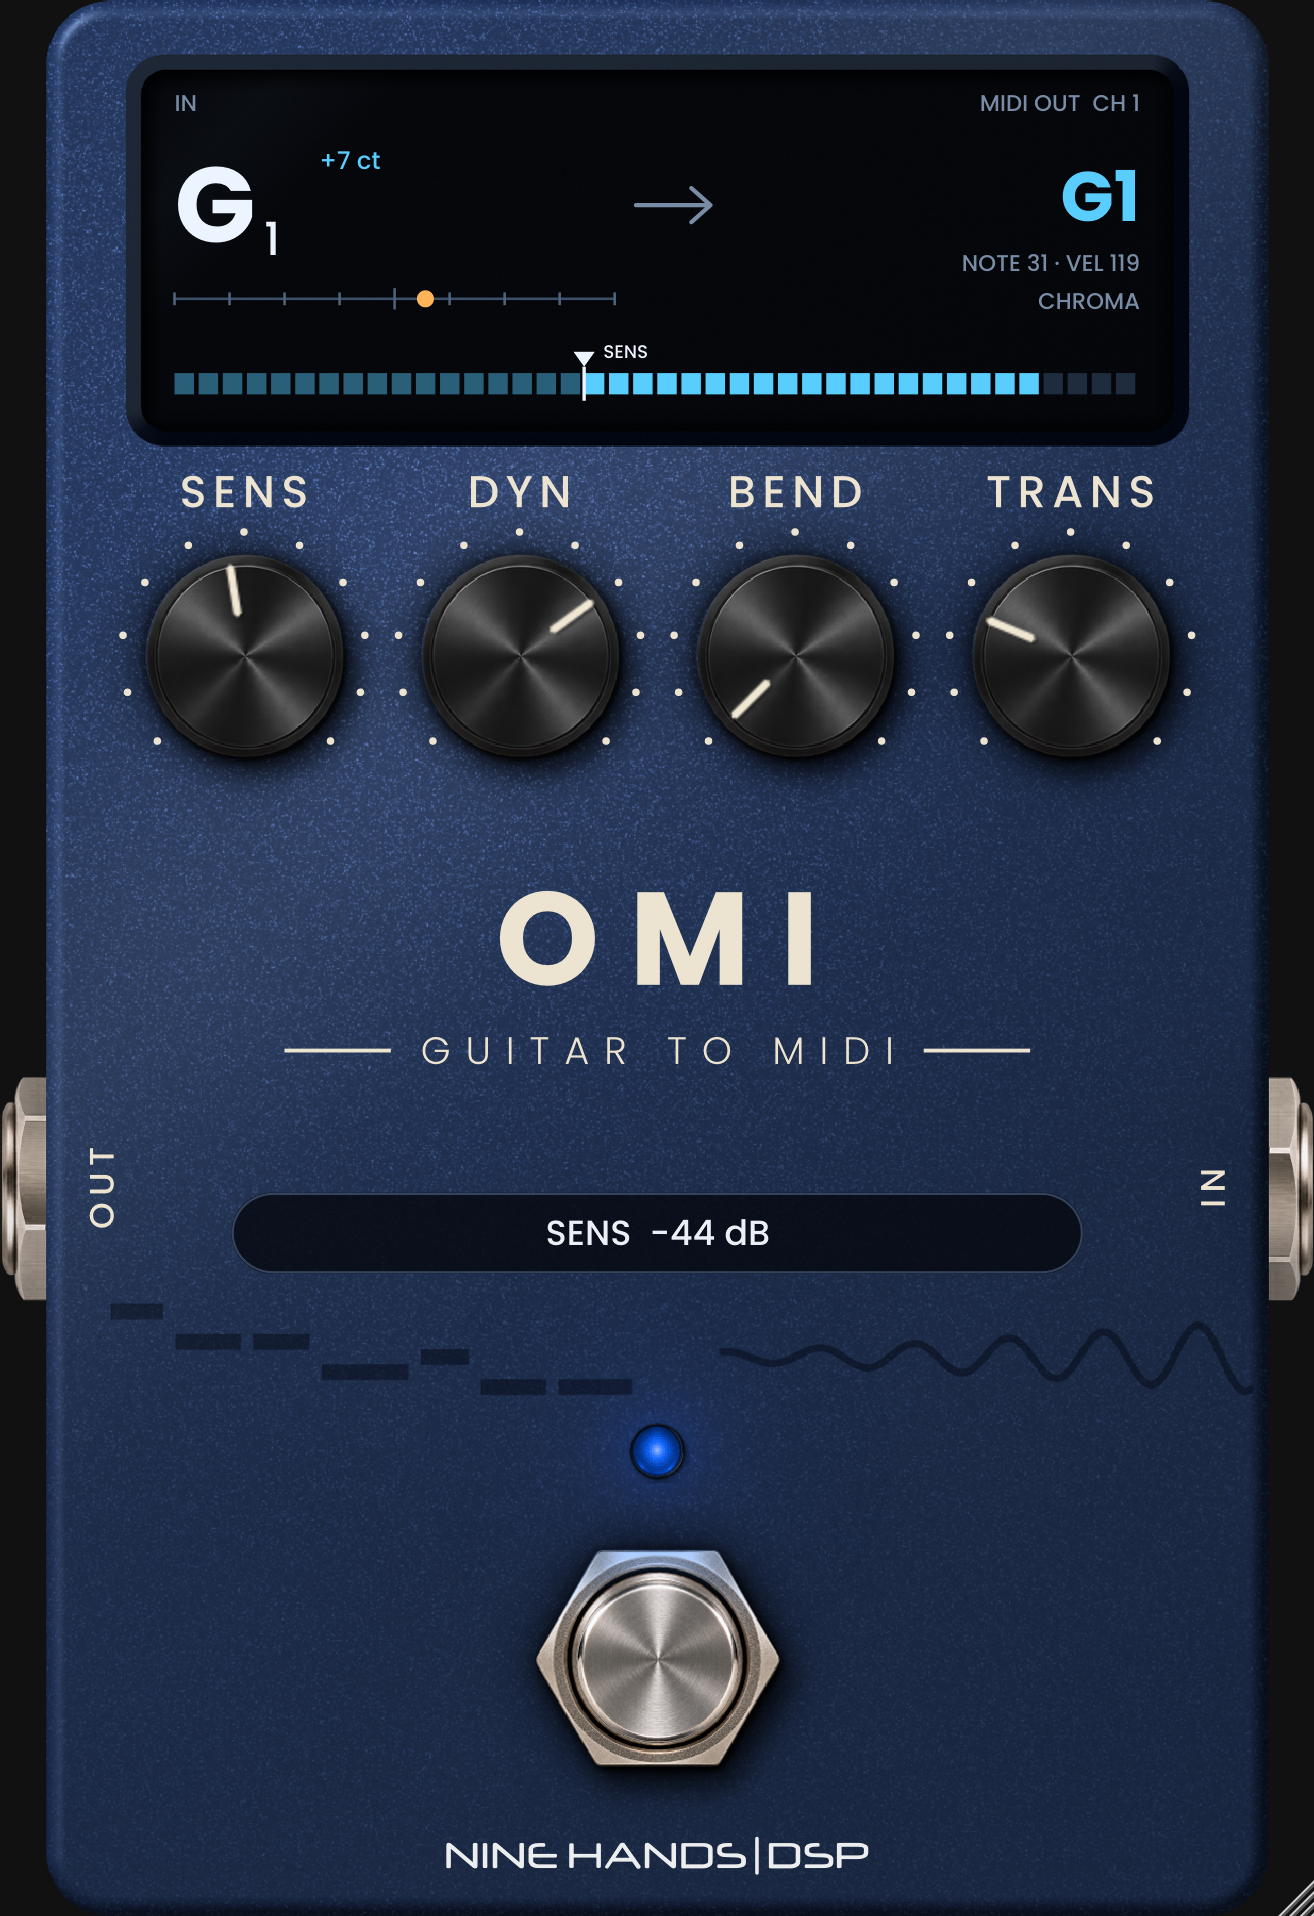 IN
MIDI OUT CH 1
G1
+7 ct
G1
NOTE 31 · VEL 119
CHROMA
SENS
SENS
DYN
BEND
TRANS
OMI
GUITAR TO MIDI
OUT
IN
SENS -44 dB
NINE HANDS|DSP